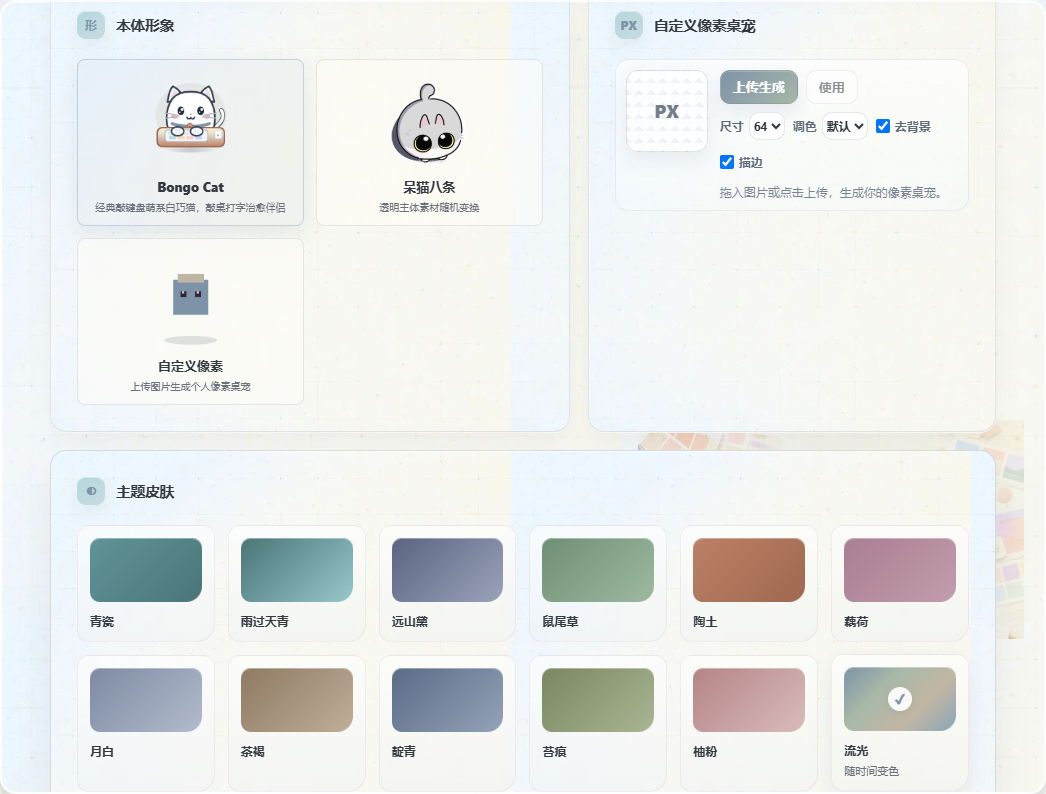 形 本体形象
Bongo Cat
经典敲键盘萌系白巧猫，敲桌打字治愈伴侣
呆猫八条
透明主体素材随机变换
自定义像素
上传图片生成个人像素桌宠
PX 自定义像素桌宠
PX
上传生成 使用
尺寸 64 调色 默认 去背景
描边
拖入图片或点击上传，生成你的像素桌宠。
主题皮肤
青瓷 雨过天青 远山黛 鼠尾草 陶土 藕荷
月白 茶褐 靛青 苔痕 柚粉 流光
随时间变色